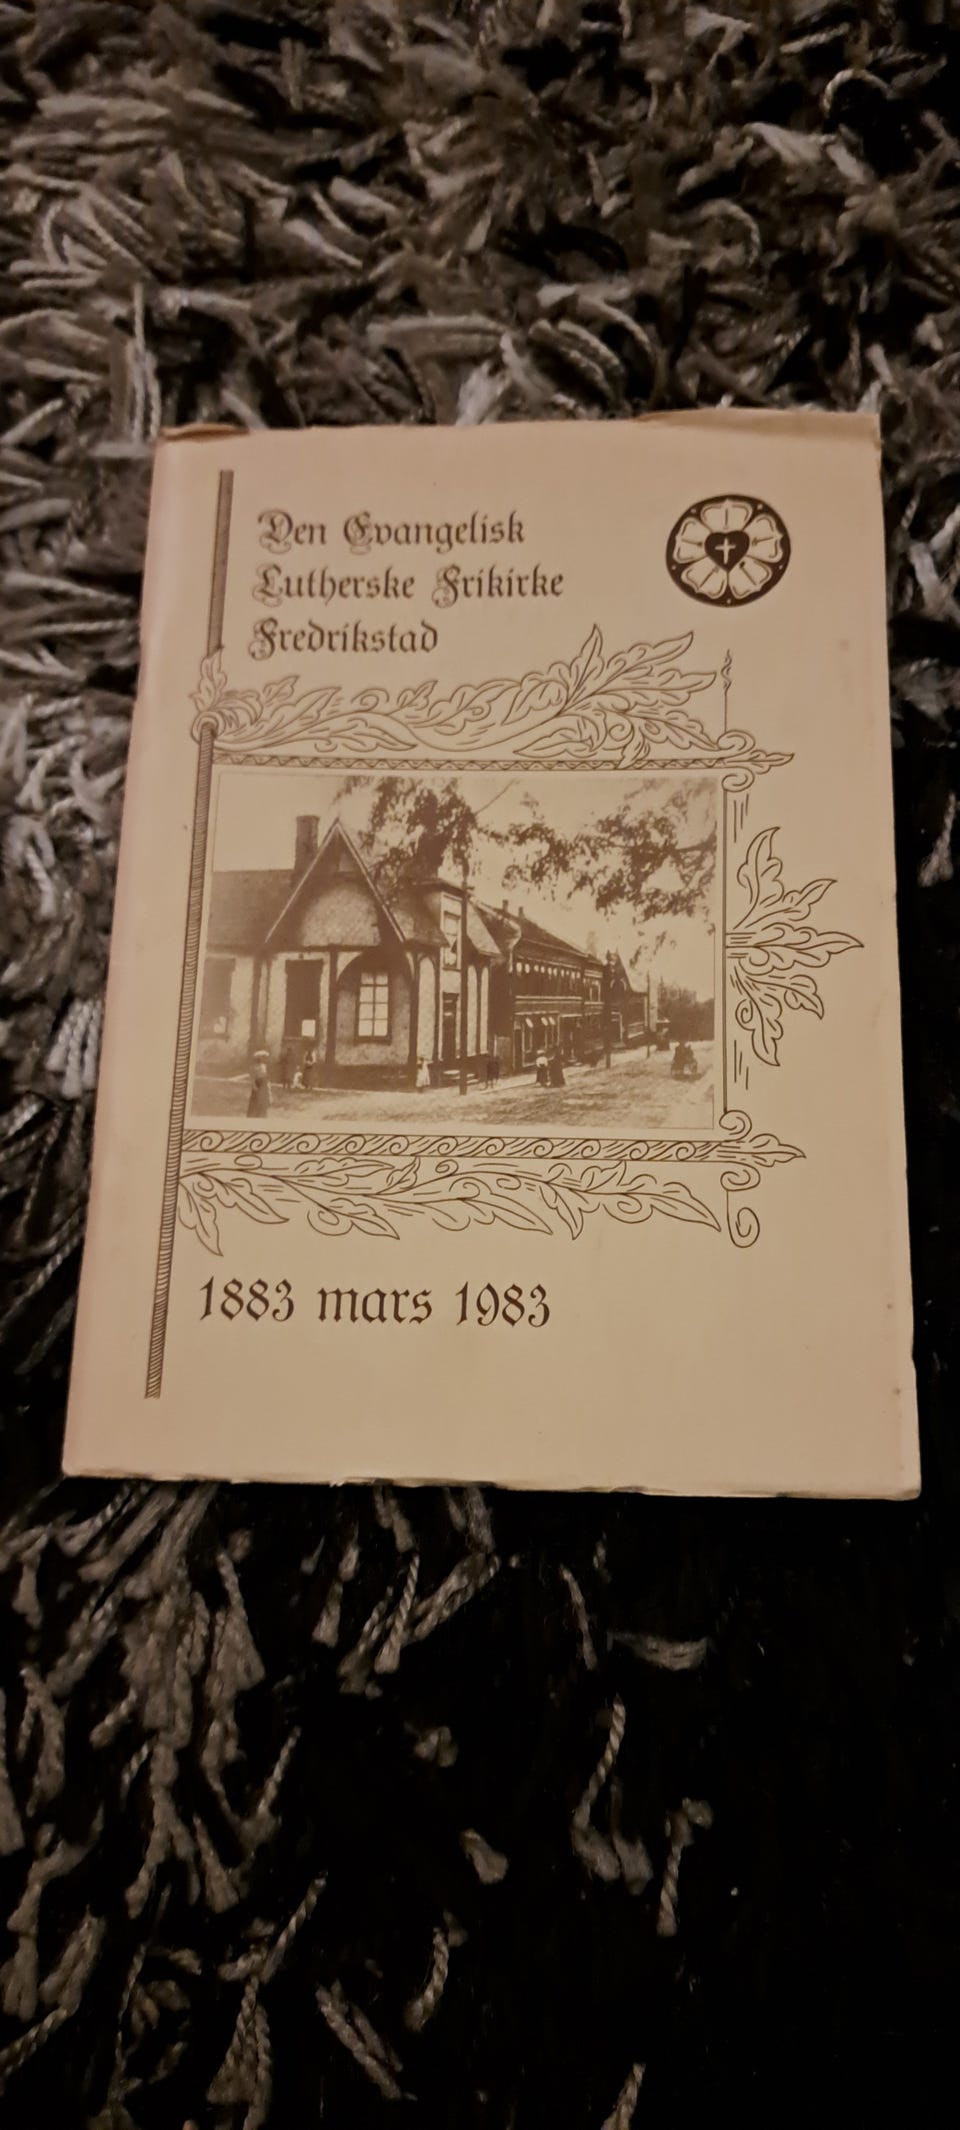 Den Evangelisk
Lutherske Frikirke
Fredrikstad
1883 mars 1983